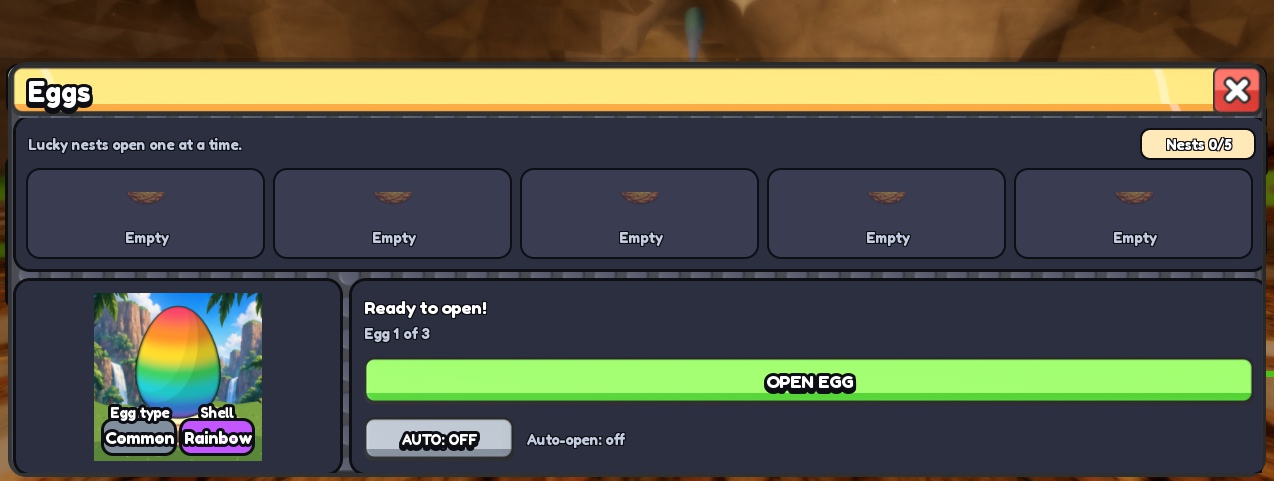 Eggs
Lucky nests open one at a time.
Nests 0/5
Empty
Empty
Empty
Empty
Empty
Egg type
Shell
Common
Rainbow
Ready to open!
Egg 1 of 3
OPEN EGG
AUTO: OFF
Auto-open: off